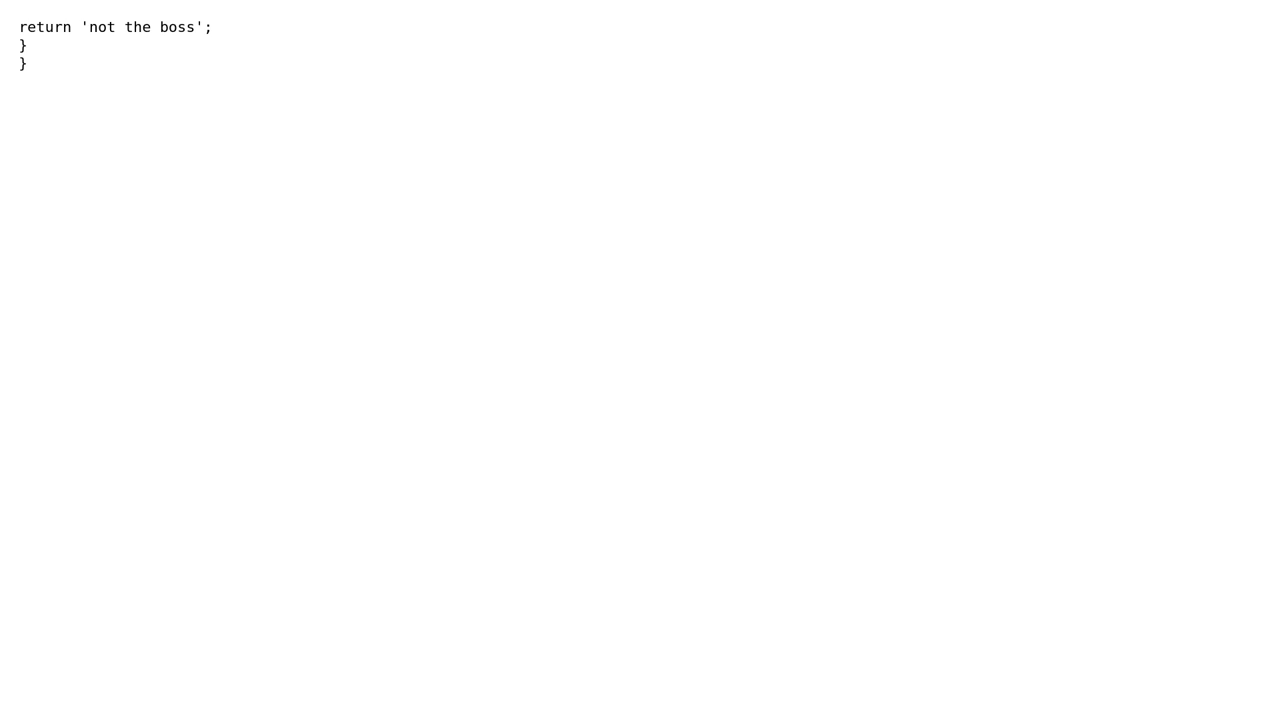 return 'not the boss';
}
}